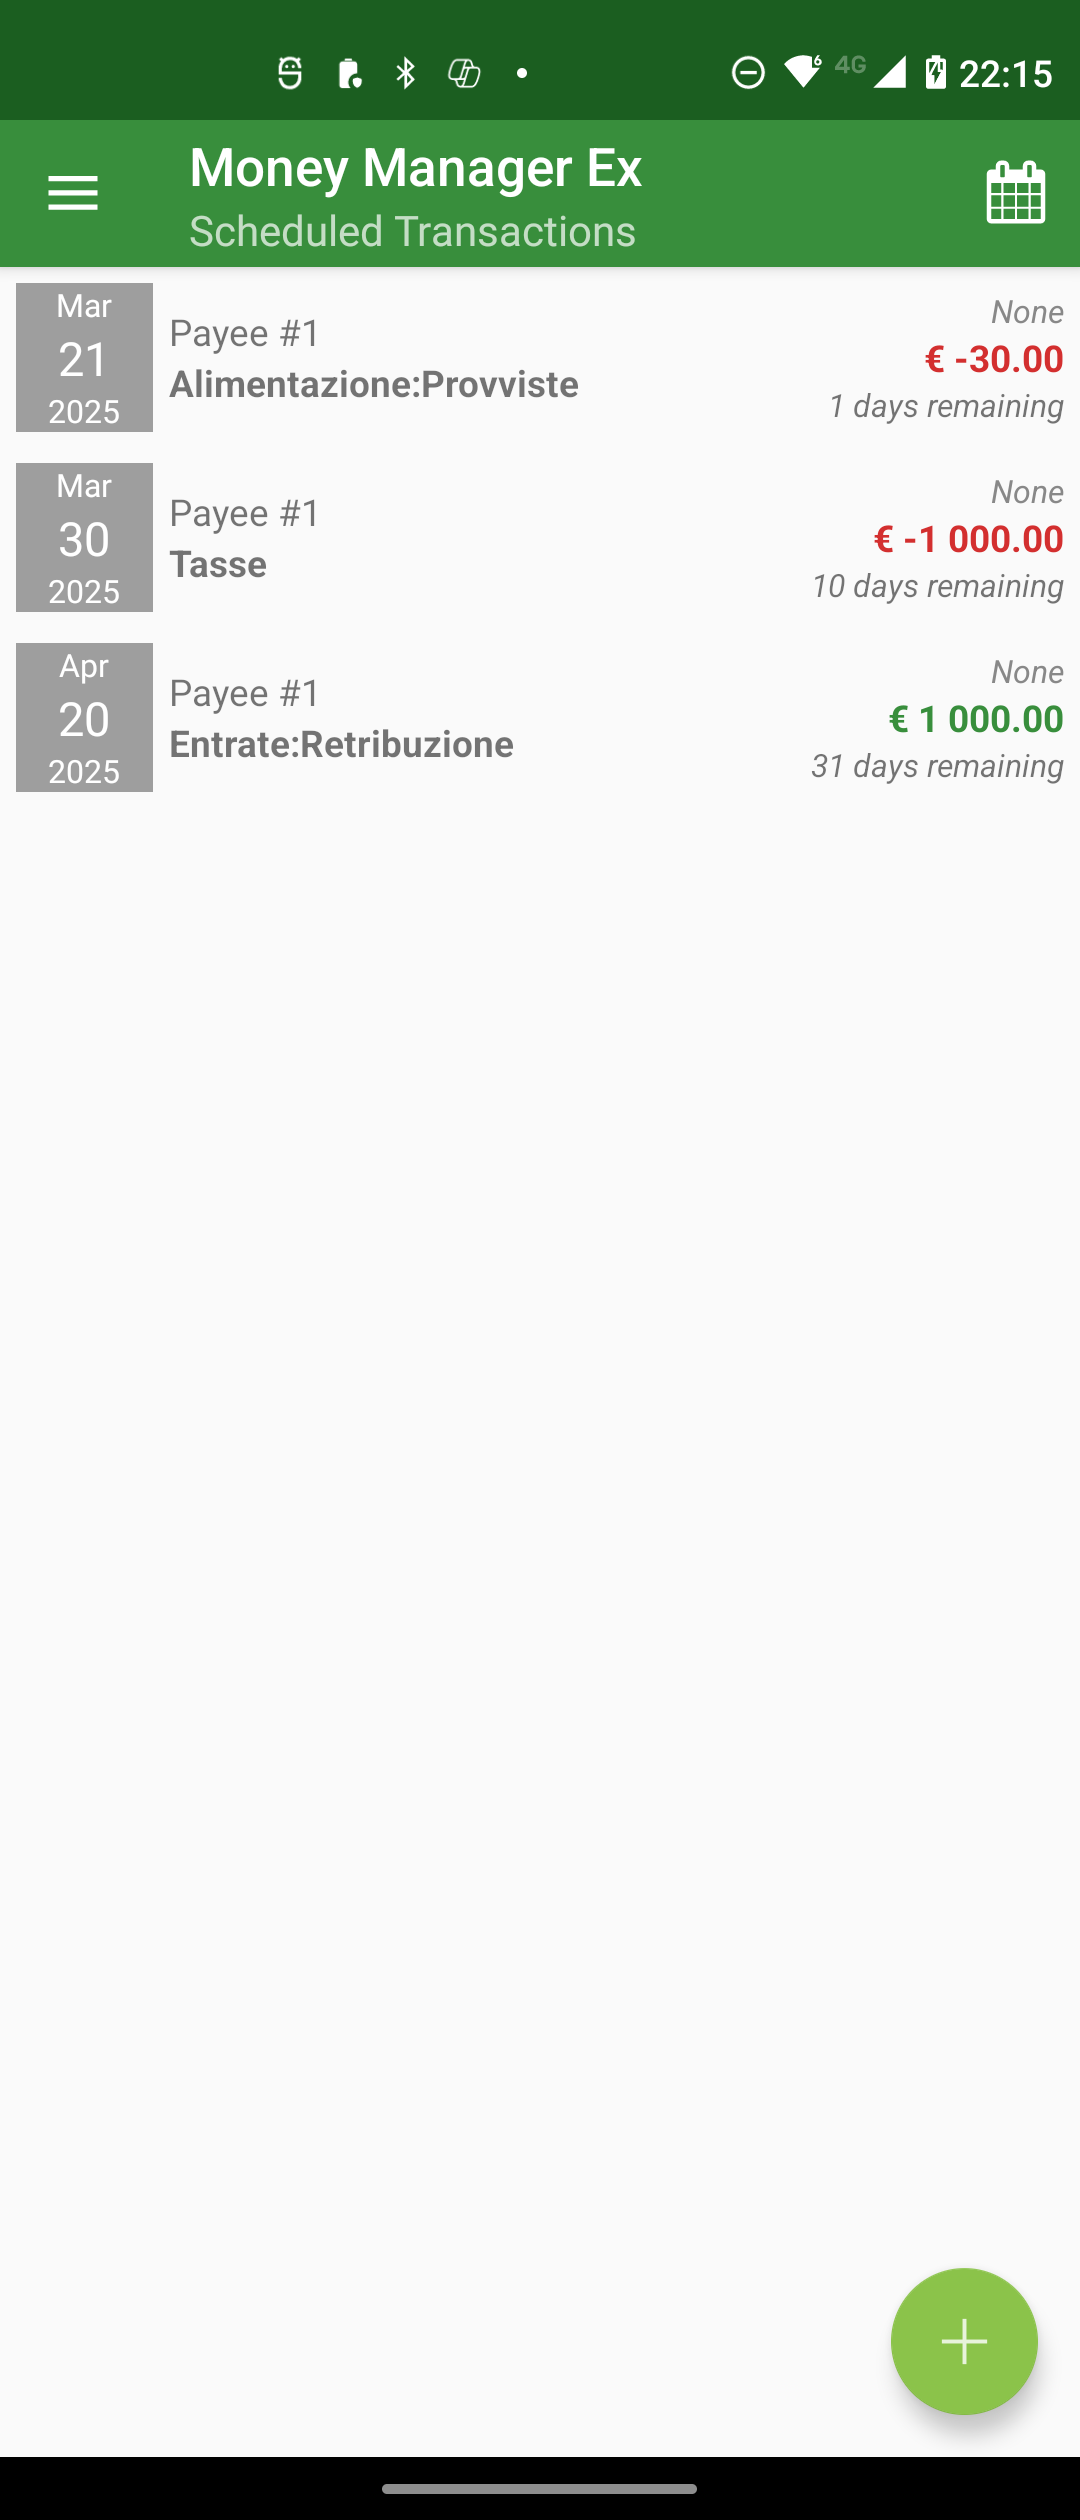 4G 22:15
Money Manager Ex
Scheduled Transactions
Mar
21
2025
Payee #1
Alimentazione:Provviste
None
€ -30.00
1 days remaining
Mar
30
2025
Payee #1
Tasse
None
€ -1 000.00
10 days remaining
Apr
20
2025
Payee #1
Entrate:Retribuzione
None
€ 1 000.00
31 days remaining